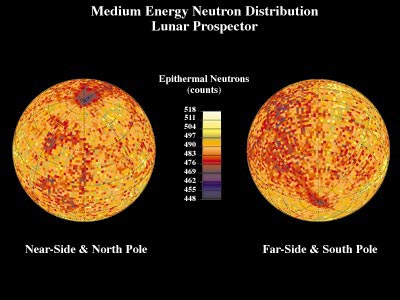 Medium Energy Neutron Distribution
Lunar Prospector
Epithermal Neutrons
(counts)
518
511
504
497
490
483
476
469
462
455
448
Near-Side & North Pole
Far-Side & South Pole